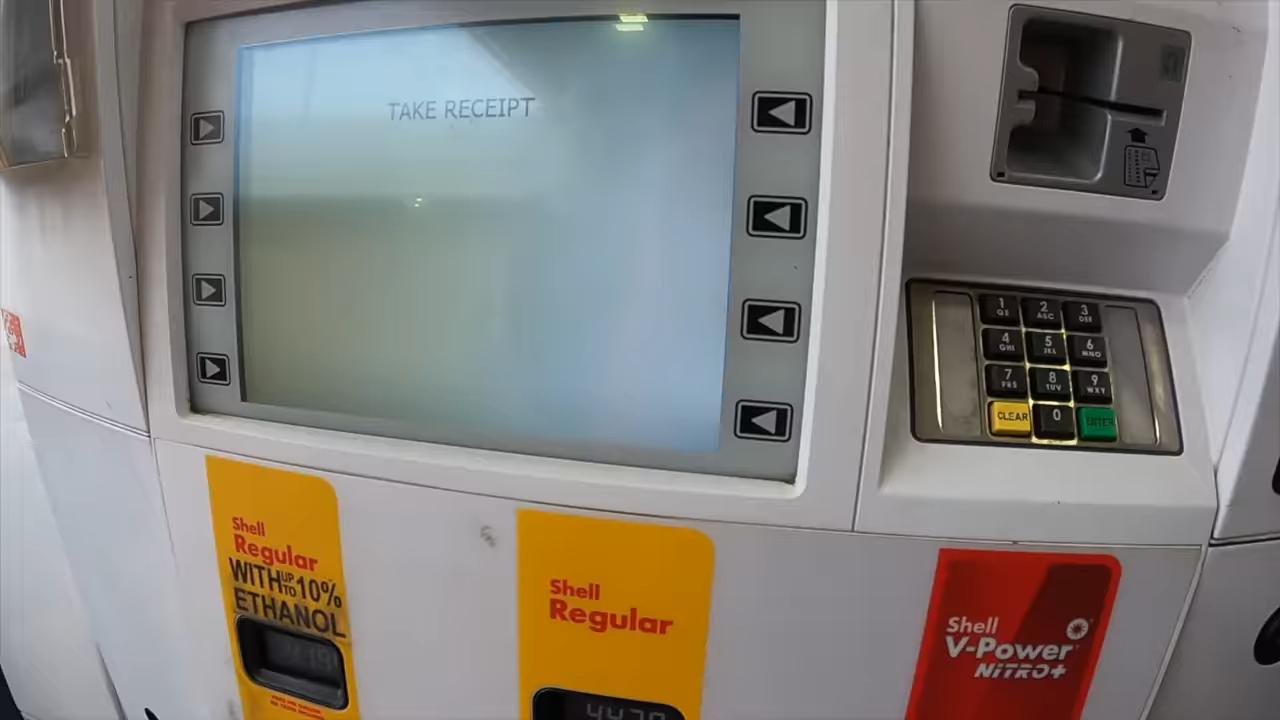 TAKE RECEIPT
1
QZ
2
ABC
3
DEF
4
GHI
5
JKL
6
MNO
7
PRS
8
TUV
9
WXY
CLEAR
0
ENTER
Shell
Regular
WITH UP TO 10%
ETHANOL
Shell
Regular
Shell
V-Power
NiTRO+